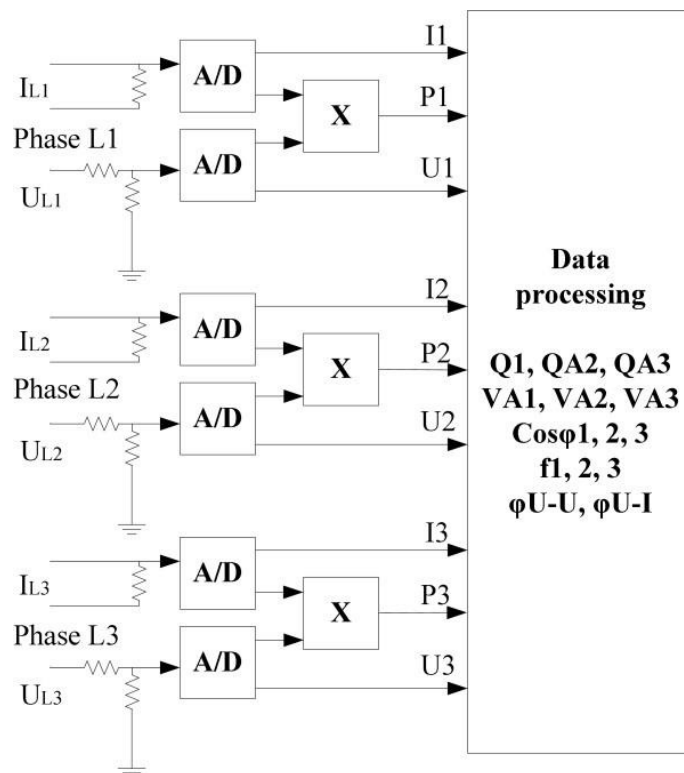 IL1
A/D
I1
X
P1
Phase L1
UL1
A/D
U1
IL2
A/D
I2
X
P2
Phase L2
UL2
A/D
U2
IL3
A/D
I3
X
P3
Phase L3
UL3
A/D
U3
Data
processing
Q1, QA2, QA3
VA1, VA2, VA3
Cosφ1, 2, 3
f1, 2, 3
φU-U, φU-I